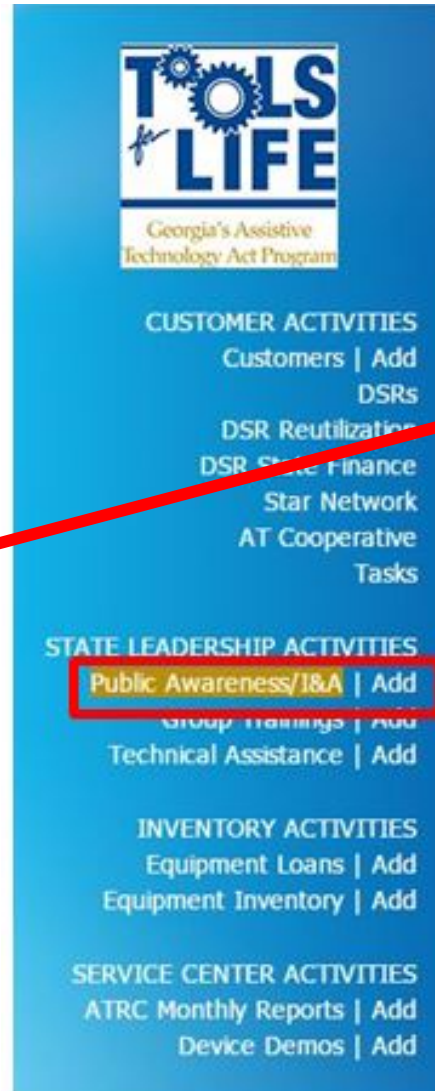 TOOLS
for LIFE
Georgia's Assistive
Technology Act Program
CUSTOMER ACTIVITIES
Customers | Add
DSRs
DSR Reutilization
DSR State Finance
Star Network
AT Cooperative
Tasks
STATE LEADERSHIP ACTIVITIES
Public Awareness/I&A | Add
Group Trainings | Add
Technical Assistance | Add
INVENTORY ACTIVITIES
Equipment Loans | Add
Equipment Inventory | Add
SERVICE CENTER ACTIVITIES
ATRC Monthly Reports | Add
Device Demos | Add